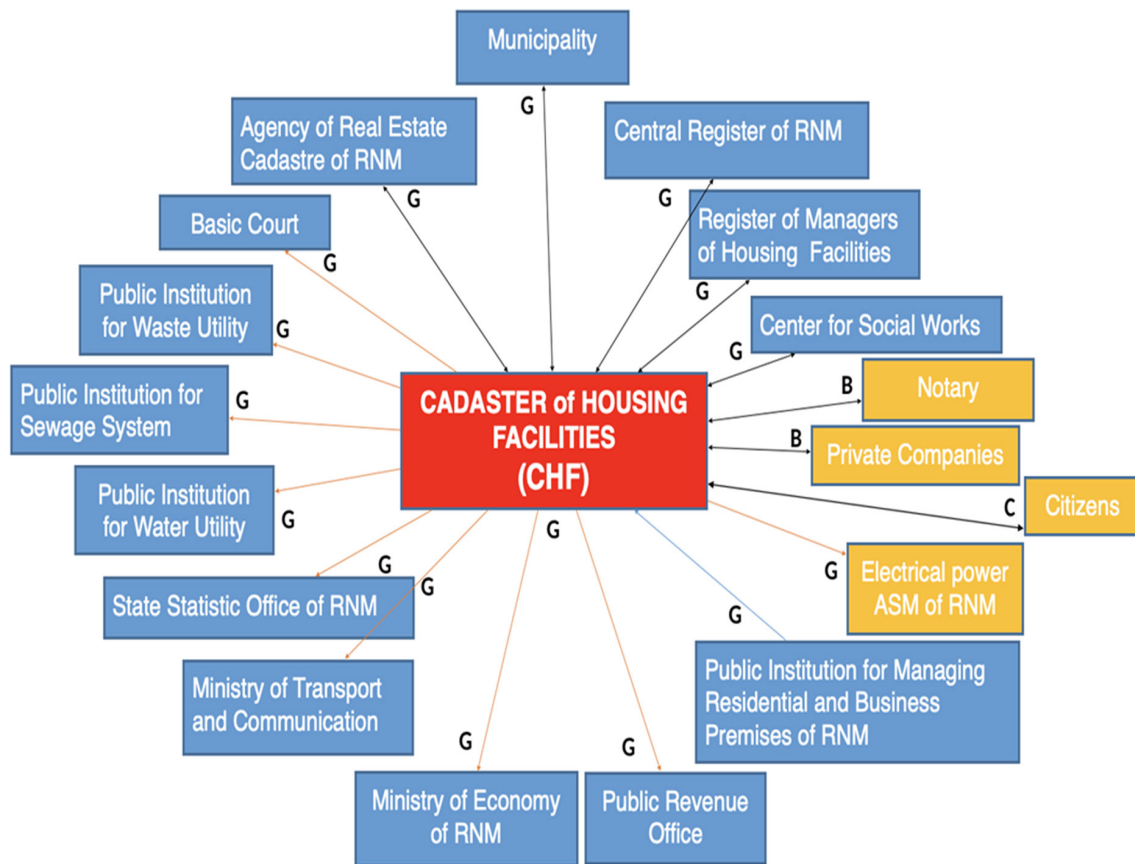 Municipality
G
Agency of Real Estate
Cadastre of RNM
G
Central Register of RNM
G
Basic Court
G
Register of Managers
of Housing Facilities
G
Public Institution
for Waste Utility
G
Center for Social Works
G
Public Institution for
Sewage System
G
CADASTER of HOUSING
FACILITIES
(CHF)
B
Notary
B
Private Companies
C
Citizens
Public Institution
for Water Utility
G
G
G
Electrical power
ASM of RNM
State Statistic Office of RNM
G
G
G
Public Institution for Managing
Residential and Business
Premises of RNM
Ministry of Transport
and Communication
G
G
Ministry of Economy
of RNM
Public Revenue
Office